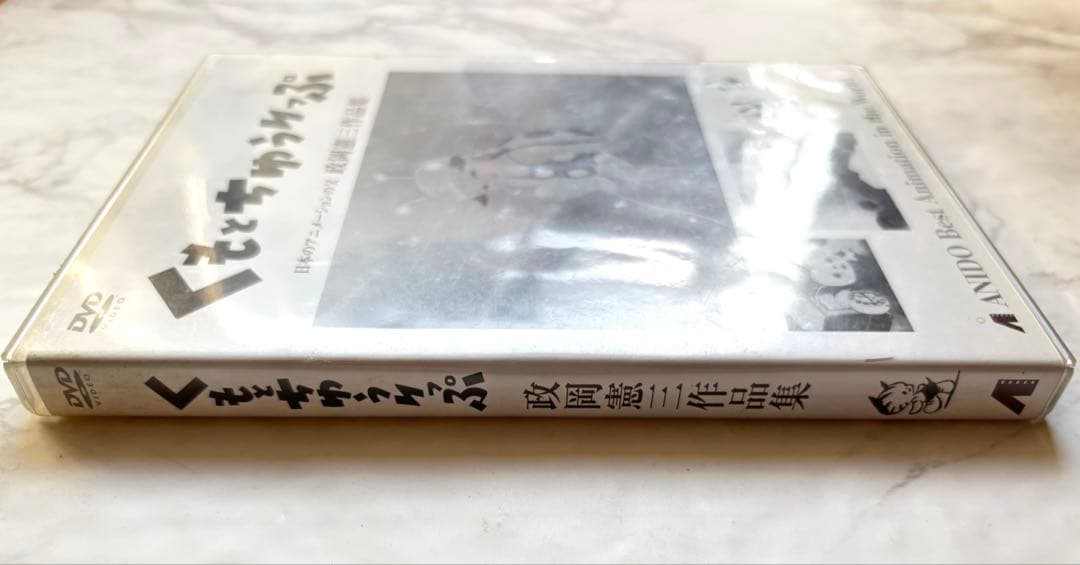 くもとちゅうりっぷ
日本のアニメーションの父 政岡憲三作品集
DVD
VIDEO
ANIDO Best Animation in the World
DVD
VIDEO
くもとちゅうりっぷ
政岡憲三作品集